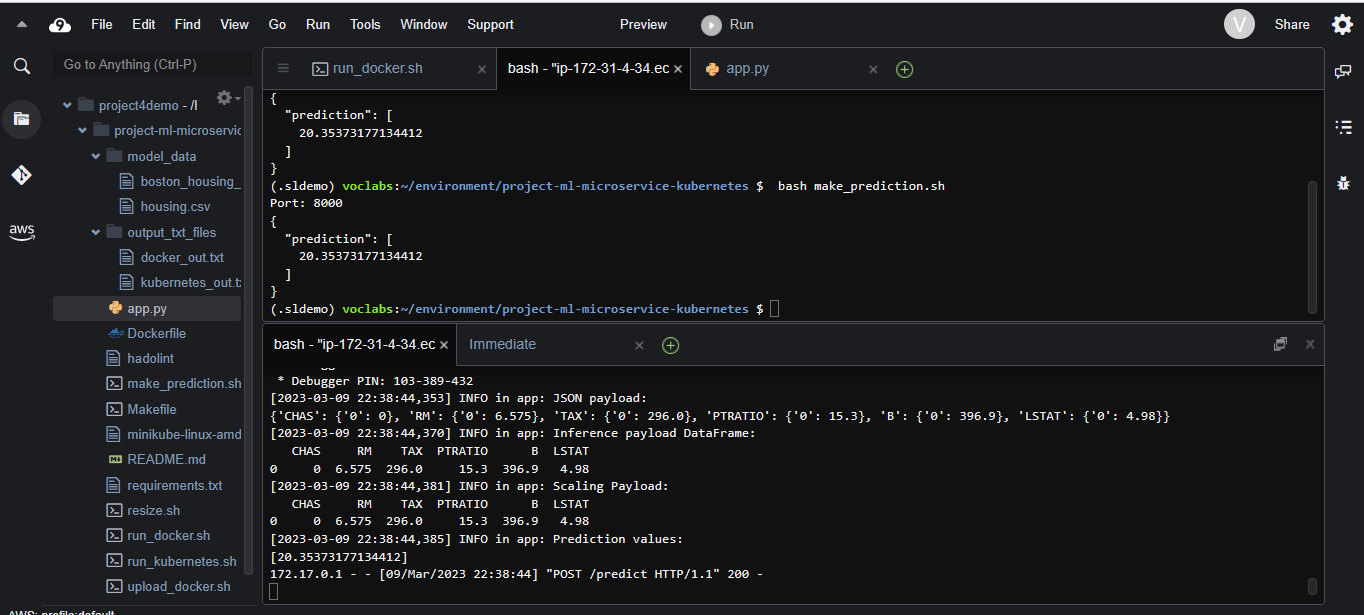 File Edit Find View Go Run Tools Window Support Preview Run V Share
Go to Anything (Ctrl-P)
project4demo - /
project-ml-microservic
model_data
boston_housing_
housing.csv
output_txt_files
docker_out.txt
kubernetes_out.t
app.py
Dockerfile
hadolint
make_prediction.sh
Makefile
minikube-linux-amd
README.md
requirements.txt
resize.sh
run_docker.sh
run_kubernetes.sh
upload_docker.sh
AWS: profile:default
aws
run_docker.sh
bash - "ip-172-31-4-34.ec
app.py
{
"prediction": [
20.35373177134412
]
}
(.sldemo) voclabs:~/environment/project-ml-microservice-kubernetes $ bash make_prediction.sh
Port: 8000
{
"prediction": [
20.35373177134412
]
}
(.sldemo) voclabs:~/environment/project-ml-microservice-kubernetes $
bash - "ip-172-31-4-34.ec
Immediate
* Debugger PIN: 103-389-432
[2023-03-09 22:38:44,353] INFO in app: JSON payload:
{'CHAS': {'0': 0}, 'RM': {'0': 6.575}, 'TAX': {'0': 296.0}, 'PTRATIO': {'0': 15.3}, 'B': {'0': 396.9}, 'LSTAT': {'0': 4.98}}
[2023-03-09 22:38:44,370] INFO in app: Inference payload DataFrame:
CHAS RM TAX PTRATIO B LSTAT
0 0 6.575 296.0 15.3 396.9 4.98
[2023-03-09 22:38:44,381] INFO in app: Scaling Payload:
CHAS RM TAX PTRATIO B LSTAT
0 0 6.575 296.0 15.3 396.9 4.98
[2023-03-09 22:38:44,385] INFO in app: Prediction values:
[20.35373177134412]
172.17.0.1 - - [09/Mar/2023 22:38:44] "POST /predict HTTP/1.1" 200 -